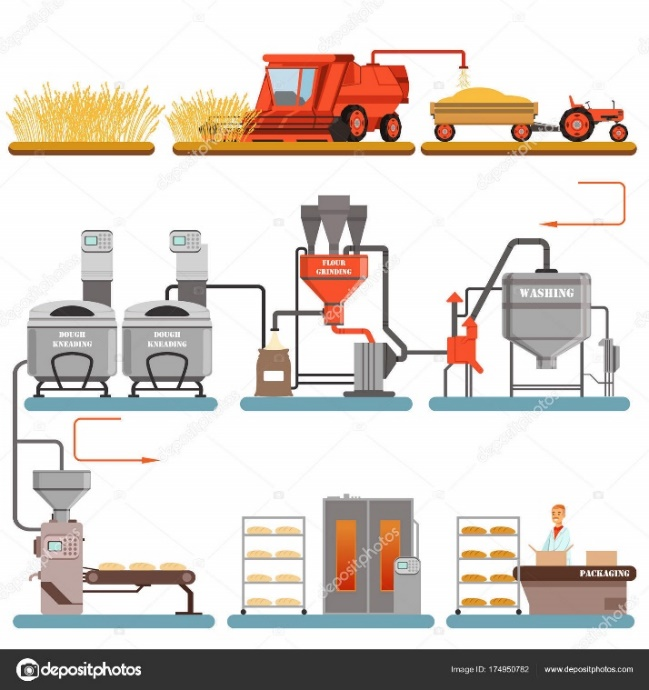 FLOUR
GRINDING
WASHING
DOUGH
KNEADING
DOUGH
KNEADING
PACKAGING
depositphotos
Image ID: 174950782 www.depositphotos.com